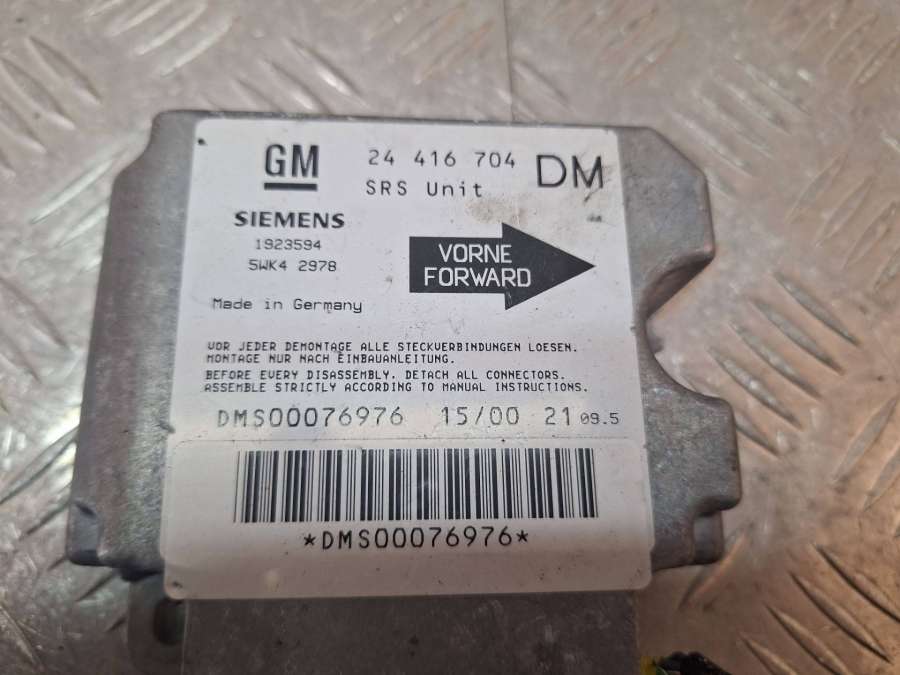 GM 24 416 704 DM
SRS Unit
SIEMENS
1923594
5WK4 2978
VORNE
FORWARD
Made in Germany
VOR JEDER DEMONTAGE ALLE STECKVERBINDUNGEN LOESEN.
MONTAGE NUR NACH EINBAUANLEITUNG.
BEFORE EVERY DISASSEMBLY. DETACH ALL CONNECTORS.
ASSEMBLE STRICTLY ACCORDING TO MANUAL INSTRUCTIONS.
DMS00076976 15/00 21 09.5
*DMS00076976*